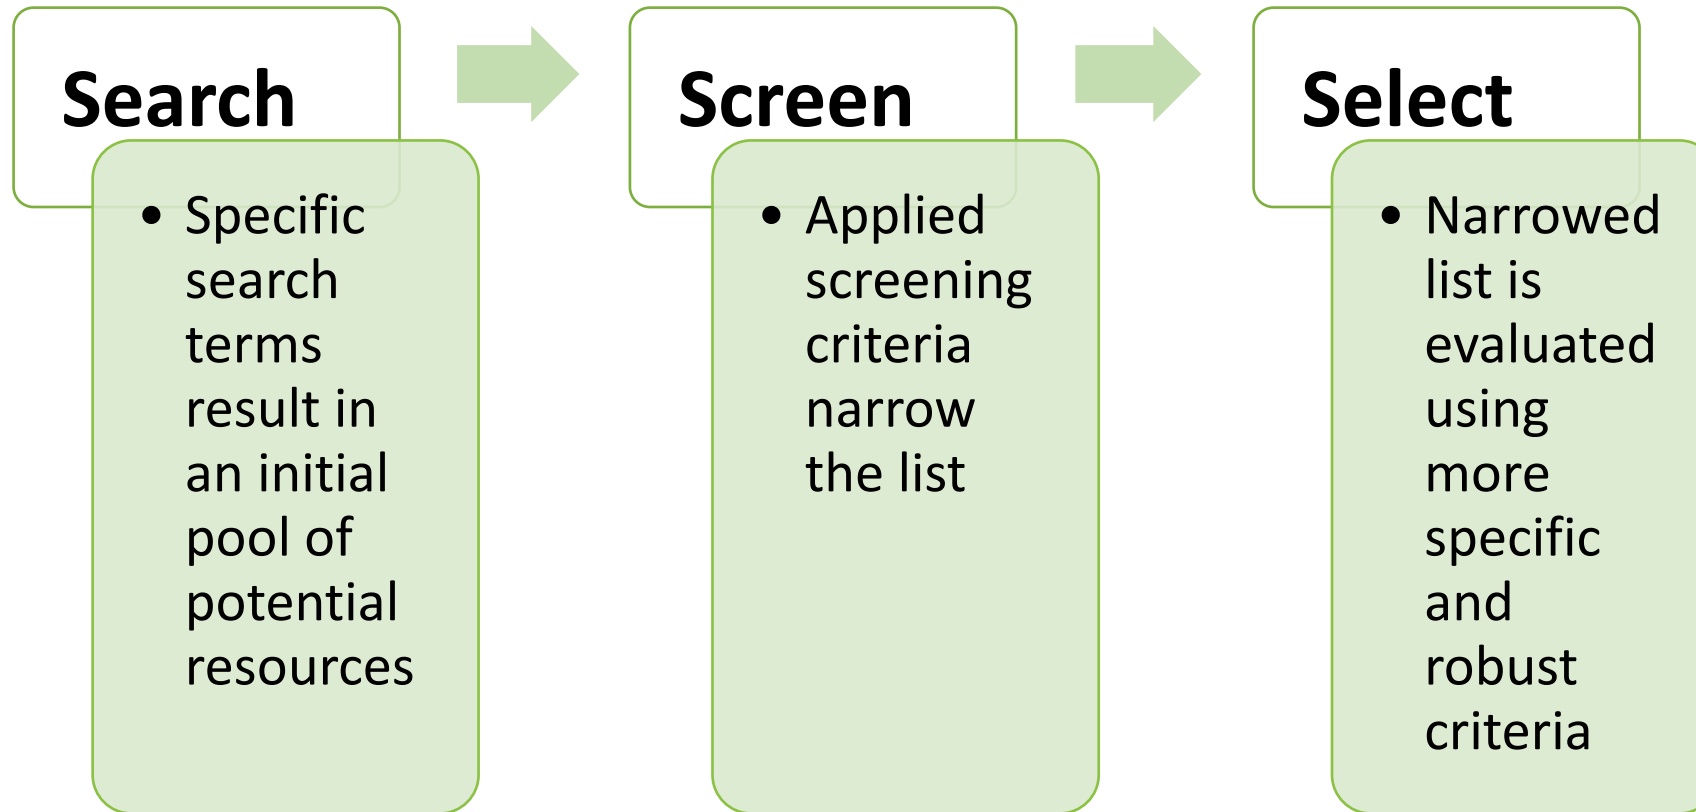 Search
• Specific
search
terms
result in
an initial
pool of
potential
resources
Screen
• Applied
screening
criteria
narrow
the list
Select
• Narrowed
list is
evaluated
using
more
specific
and
robust
criteria